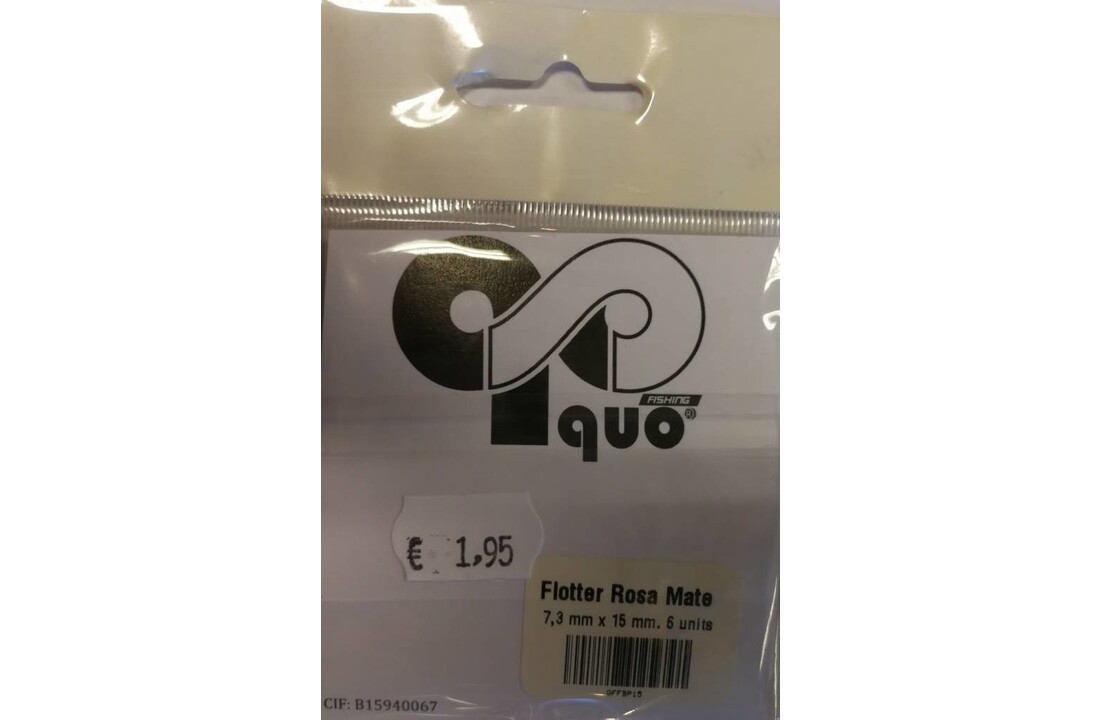 FISHING
quo®
€ 1,95
Flotter Rosa Mate
7,3 mm x 15 mm. 6 units
CIF: B15940067